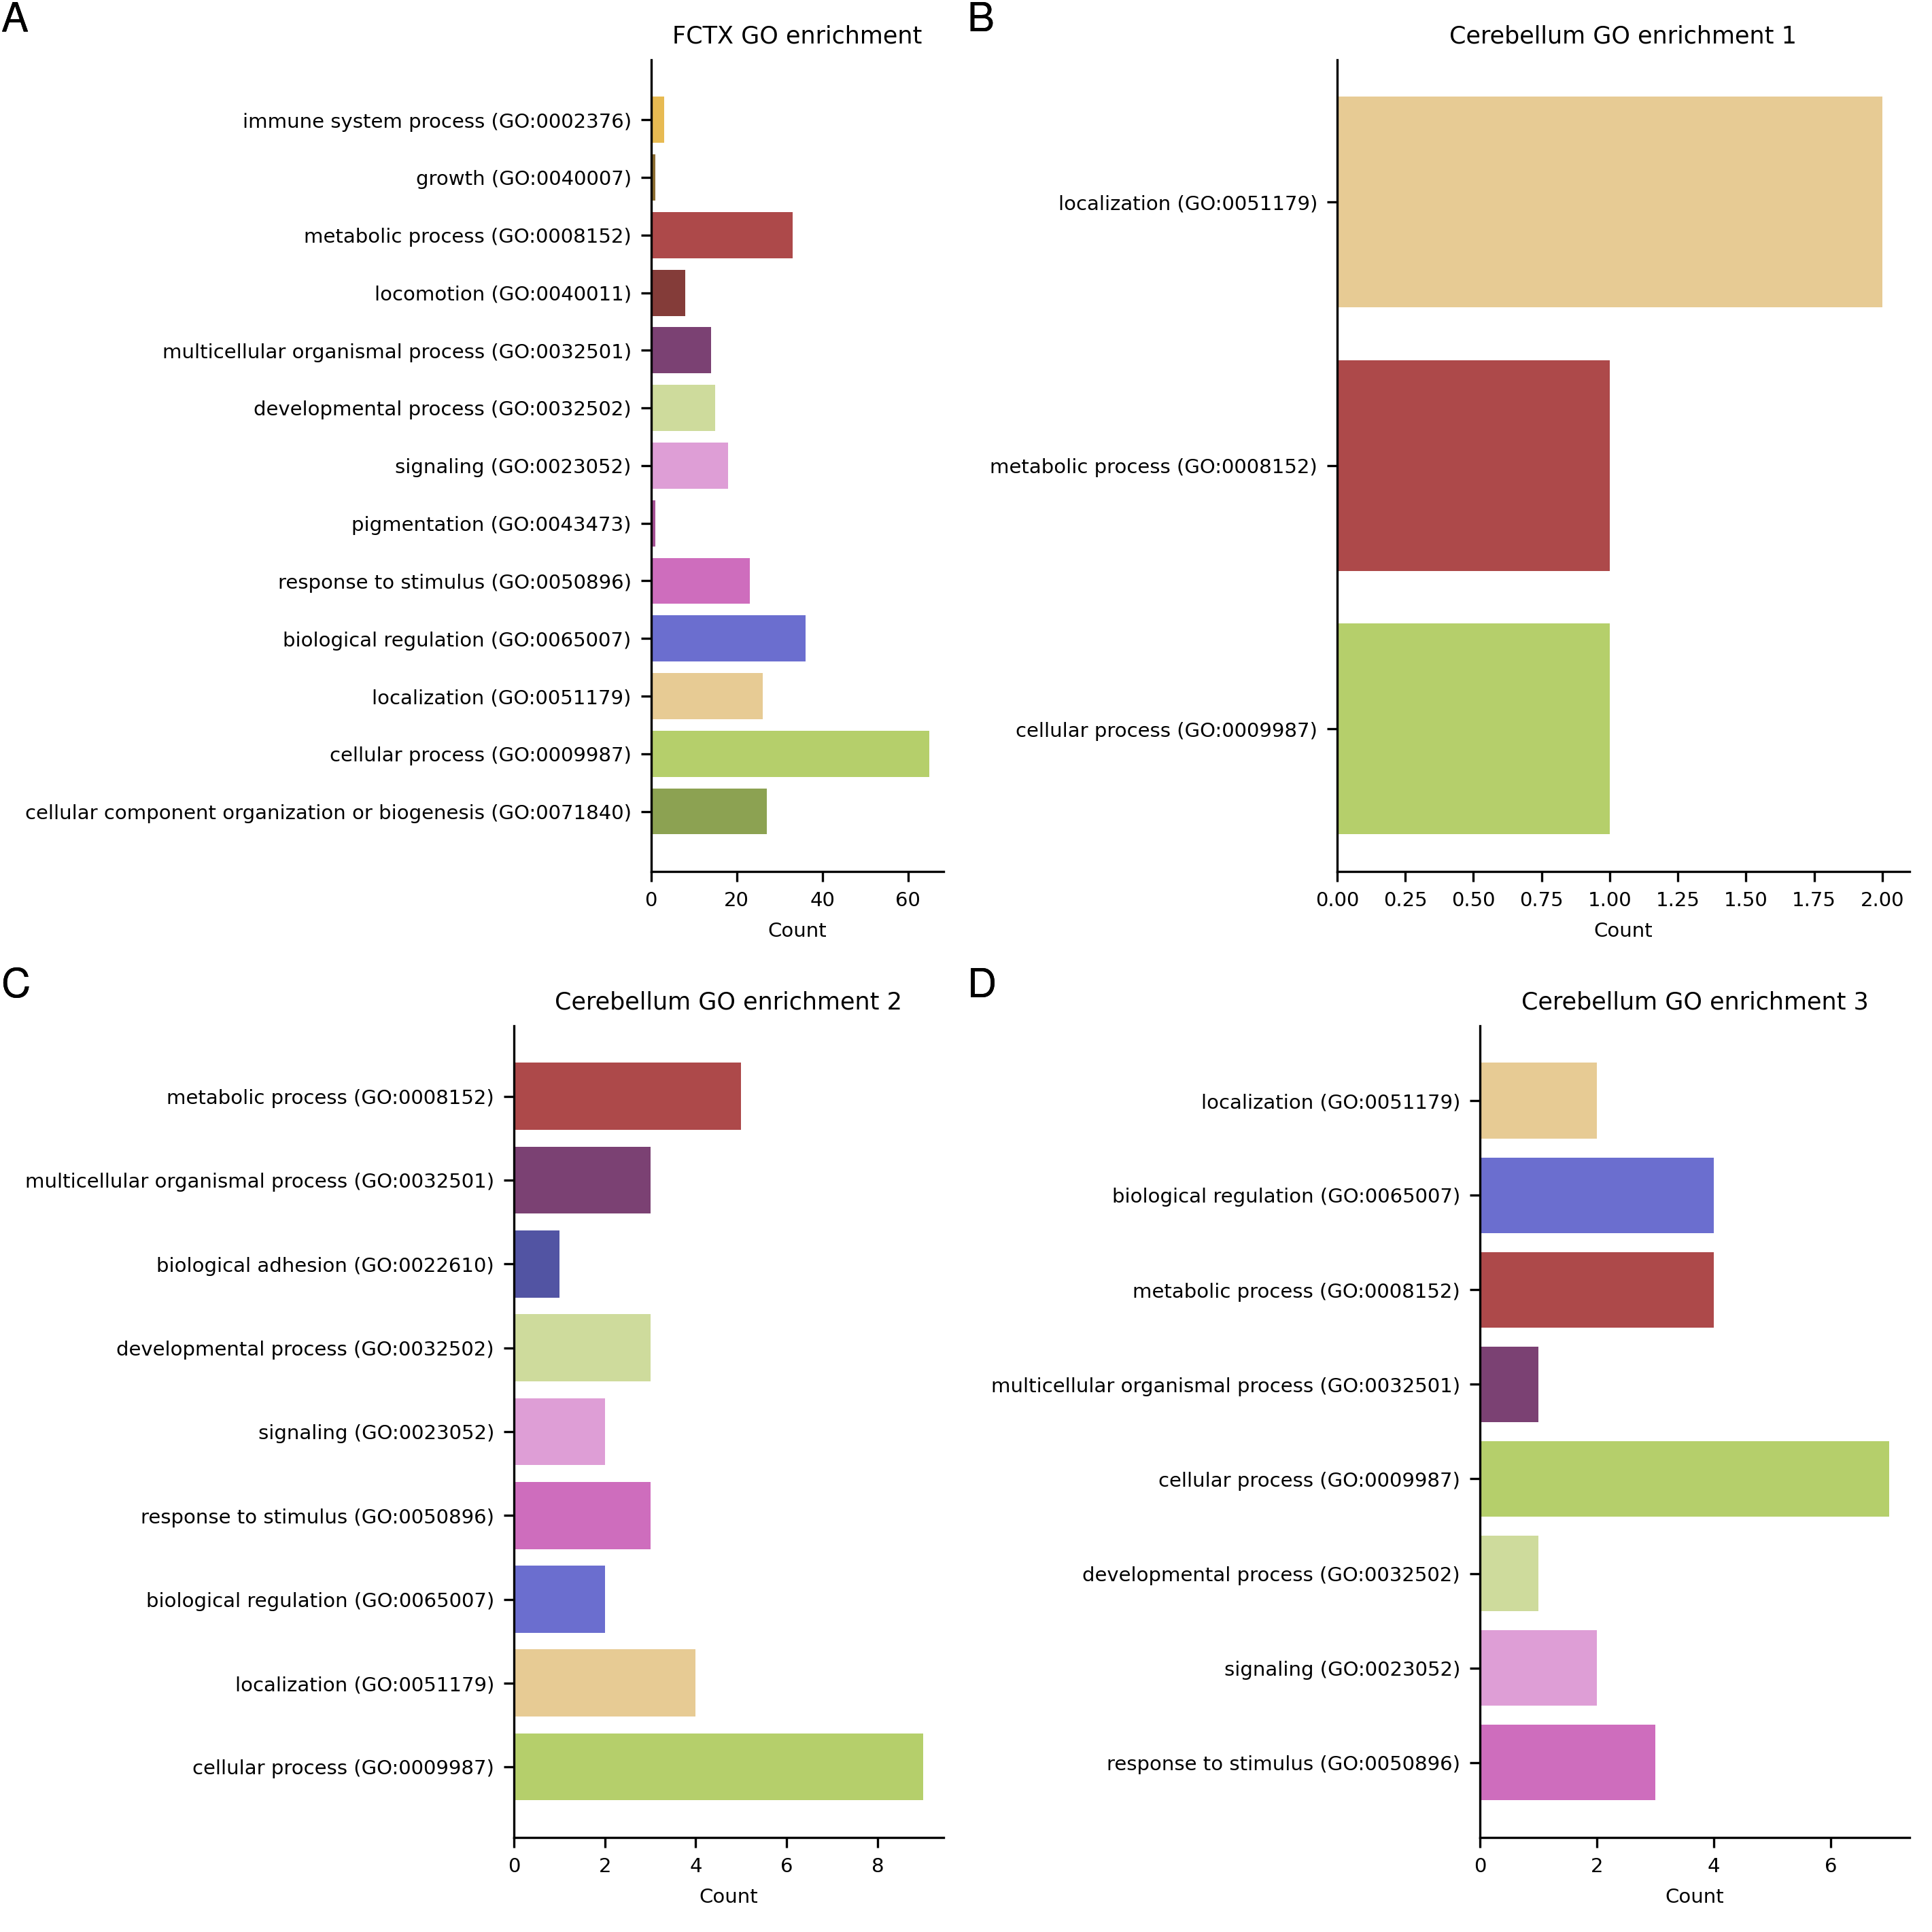 A
FCTX GO enrichment
immune system process (GO:0002376)
growth (GO:0040007)
metabolic process (GO:0008152)
locomotion (GO:0040011)
multicellular organismal process (GO:0032501)
developmental process (GO:0032502)
signaling (GO:0023052)
pigmentation (GO:0043473)
response to stimulus (GO:0050896)
biological regulation (GO:0065007)
localization (GO:0051179)
cellular process (GO:0009987)
cellular component organization or biogenesis (GO:0071840)
0 20 40 60
Count
B
Cerebellum GO enrichment 1
localization (GO:0051179)
metabolic process (GO:0008152)
cellular process (GO:0009987)
0.00 0.25 0.50 0.75 1.00 1.25 1.50 1.75 2.00
Count
C
Cerebellum GO enrichment 2
metabolic process (GO:0008152)
multicellular organismal process (GO:0032501)
biological adhesion (GO:0022610)
developmental process (GO:0032502)
signaling (GO:0023052)
response to stimulus (GO:0050896)
biological regulation (GO:0065007)
localization (GO:0051179)
cellular process (GO:0009987)
0 2 4 6 8
Count
D
Cerebellum GO enrichment 3
localization (GO:0051179)
biological regulation (GO:0065007)
metabolic process (GO:0008152)
multicellular organismal process (GO:0032501)
cellular process (GO:0009987)
developmental process (GO:0032502)
signaling (GO:0023052)
response to stimulus (GO:0050896)
0 2 4 6
Count